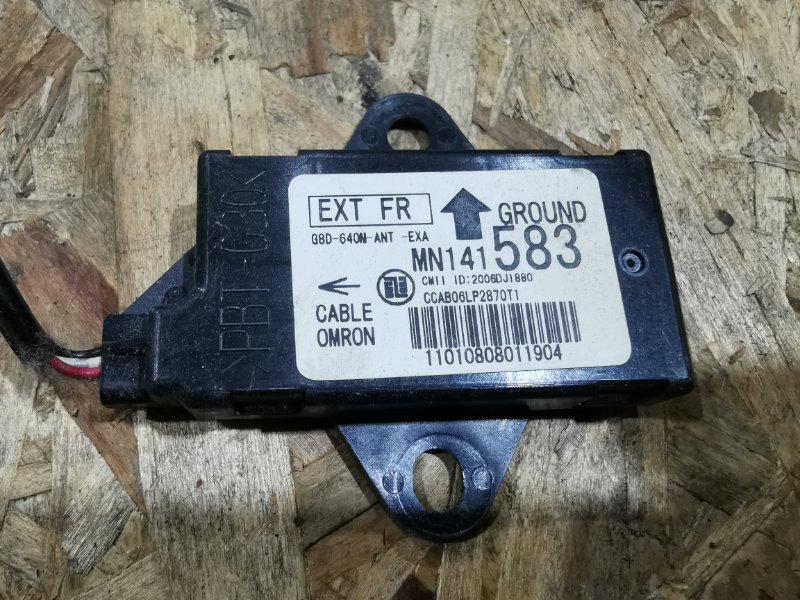 EXT FR
GROUND
G8D-640M-ANT -EXA
MN141583
CMII ID:2006DJ1880
CCAB06LP2870T1
CABLE
OMRON
11010808011904
>PBT-G30<